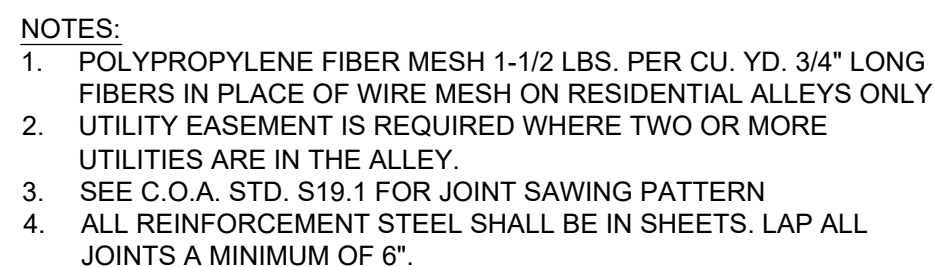 NOTES:
1. POLYPROPYLENE FIBER MESH 1-1/2 LBS. PER CU. YD. 3/4" LONG
FIBERS IN PLACE OF WIRE MESH ON RESIDENTIAL ALLEYS ONLY
2. UTILITY EASEMENT IS REQUIRED WHERE TWO OR MORE
UTILITIES ARE IN THE ALLEY.
3. SEE C.O.A. STD. S19.1 FOR JOINT SAWING PATTERN
4. ALL REINFORCEMENT STEEL SHALL BE IN SHEETS. LAP ALL
JOINTS A MINIMUM OF 6".